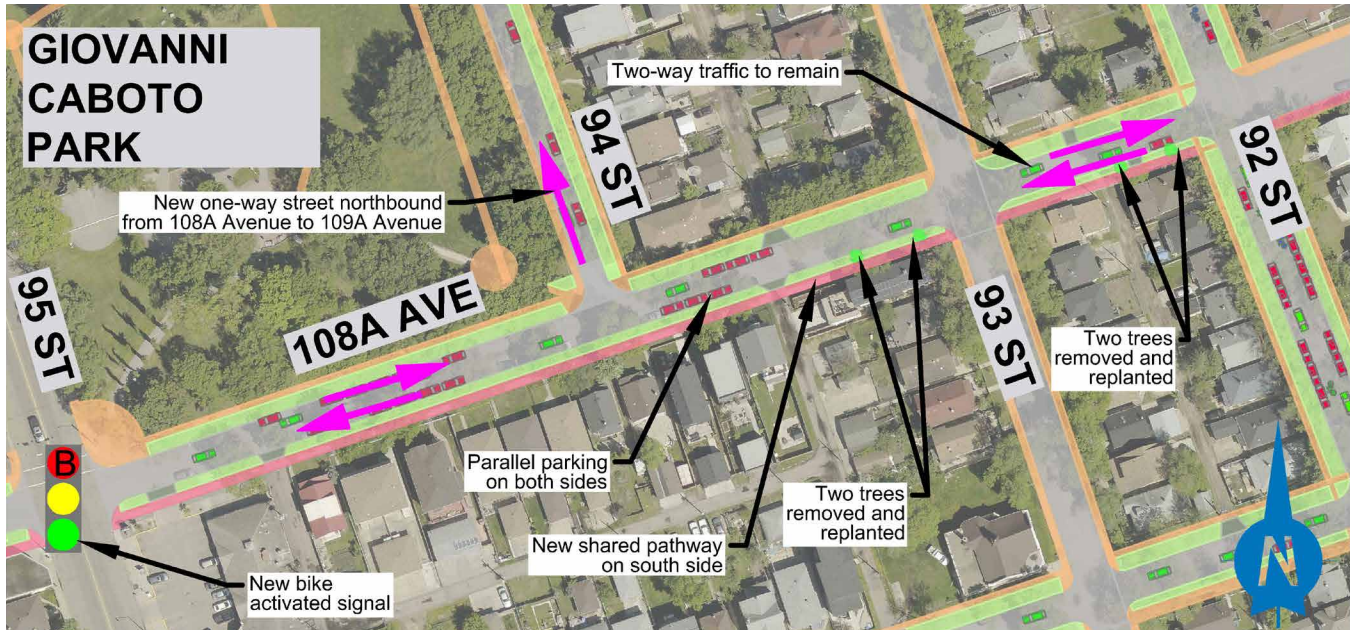 GIOVANNI
CABOTO
PARK
Two-way traffic to remain
94 ST
92 ST
New one-way street northbound
from 108A Avenue to 109A Avenue
95 ST
108A AVE
93 ST
Two trees
removed and
replanted
B
Parallel parking
on both sides
Two trees
removed and
replanted
New shared pathway
on south side
New bike
activated signal
N